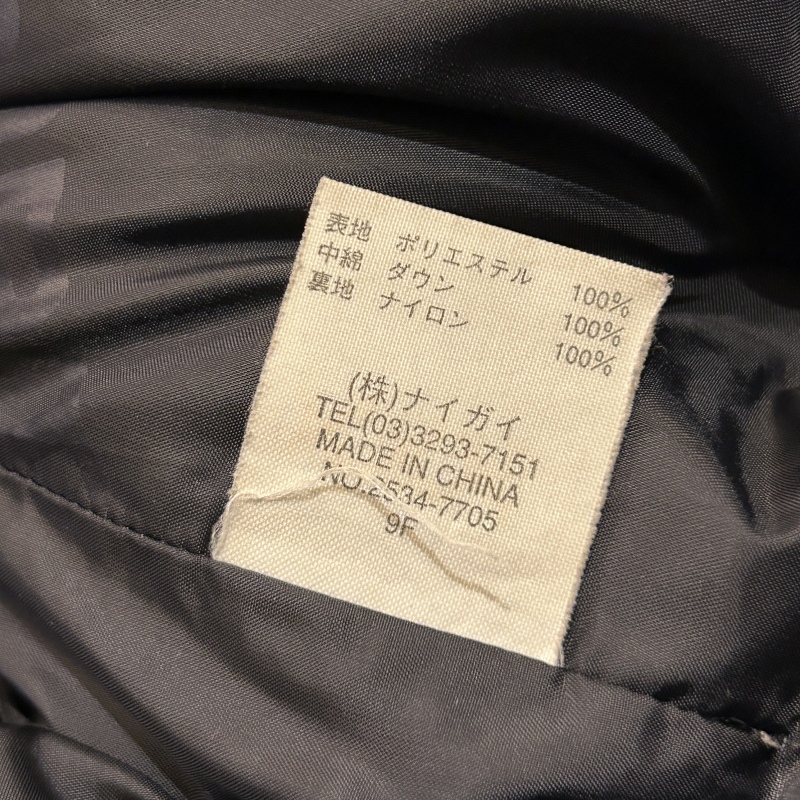 表地 ポリエステル 100%
中綿 ダウン 100%
裏地 ナイロン 100%
(株)ナイガイ
TEL(03)3293-7151
MADE IN CHINA
NO.2534-7705
9F